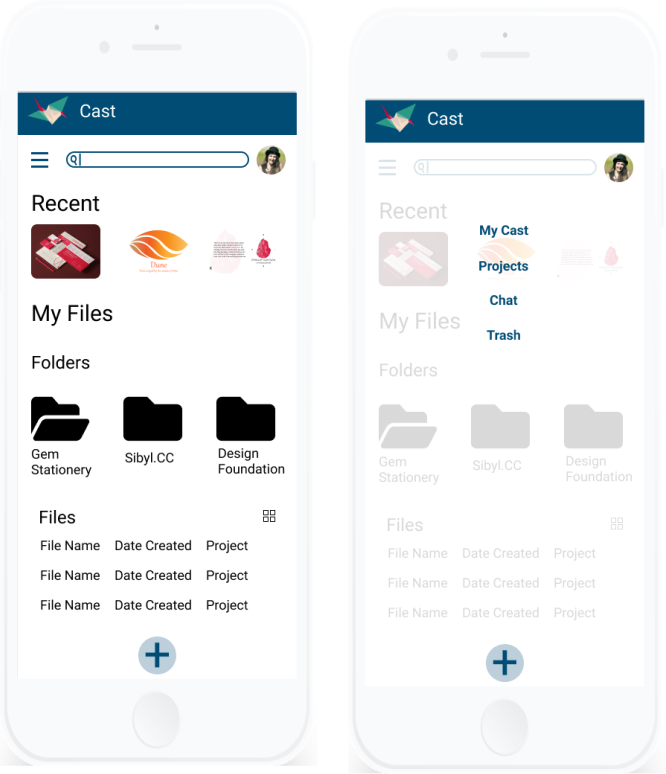 Cast
Recent
My Files
Folders
Gem
Stationery
Sibyl.CC
Design
Foundation
Files
File Name Date Created Project
File Name Date Created Project
File Name Date Created Project
Cast
Recent
My Cast
Projects
Chat
Trash
My Files
Folders
Gem
Stationery
Sibyl.CC
Design
Foundation
Files
File Name Date Created Project
File Name Date Created Project
File Name Date Created Project